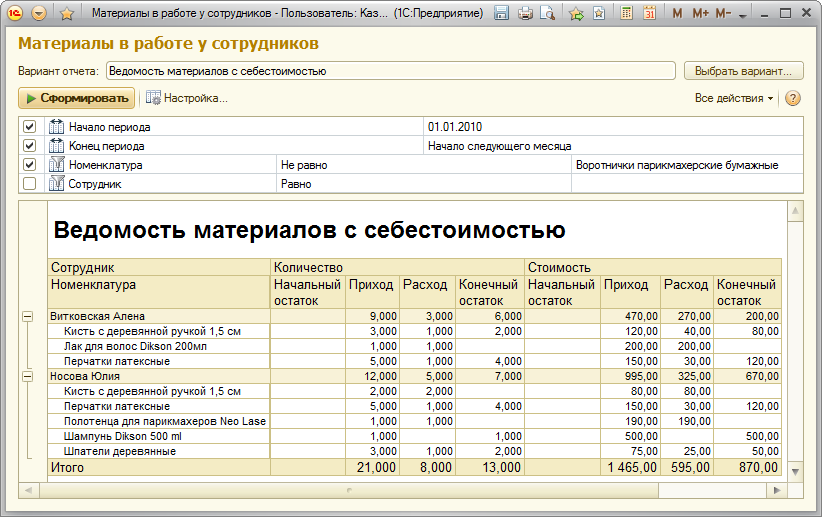 Материалы в работе у сотрудников - Пользователь: Каз... (1С:Предприятие) M M+ M-
Материалы в работе у сотрудников
Вариант отчета: Ведомость материалов с себестоимостью Выбрать вариант...
Сформировать Настройка... Все действия ?
Начало периода 01.01.2010
Конец периода Начало следующего месяца
Номенклатура Не равно Воротнички парикмахерские бумажные
Сотрудник Равно
Ведомость материалов с себестоимостью
Сотрудник Количество Стоимость
Номенклатура Начальный Приход Расход Конечный Начальный Приход Расход Конечный
остаток остаток остаток остаток
Витковская Алена 9,000 3,000 6,000 470,00 270,00 200,00
Кисть с деревянной ручкой 1,5 см 3,000 1,000 2,000 120,00 40,00 80,00
Лак для волос Dikson 200мл 1,000 1,000 200,00 200,00
Перчатки латексные 5,000 1,000 4,000 150,00 30,00 120,00
Носова Юлия 12,000 5,000 7,000 995,00 325,00 670,00
Кисть с деревянной ручкой 1,5 см 2,000 2,000 80,00 80,00
Перчатки латексные 5,000 1,000 4,000 150,00 30,00 120,00
Полотенца для парикмахеров Neo Lase 1,000 1,000 190,00 190,00
Шампунь Dikson 500 ml 1,000 1,000 500,00 500,00
Шпатели деревянные 3,000 1,000 2,000 75,00 25,00 50,00
Итого 21,000 8,000 13,000 1 465,00 595,00 870,00